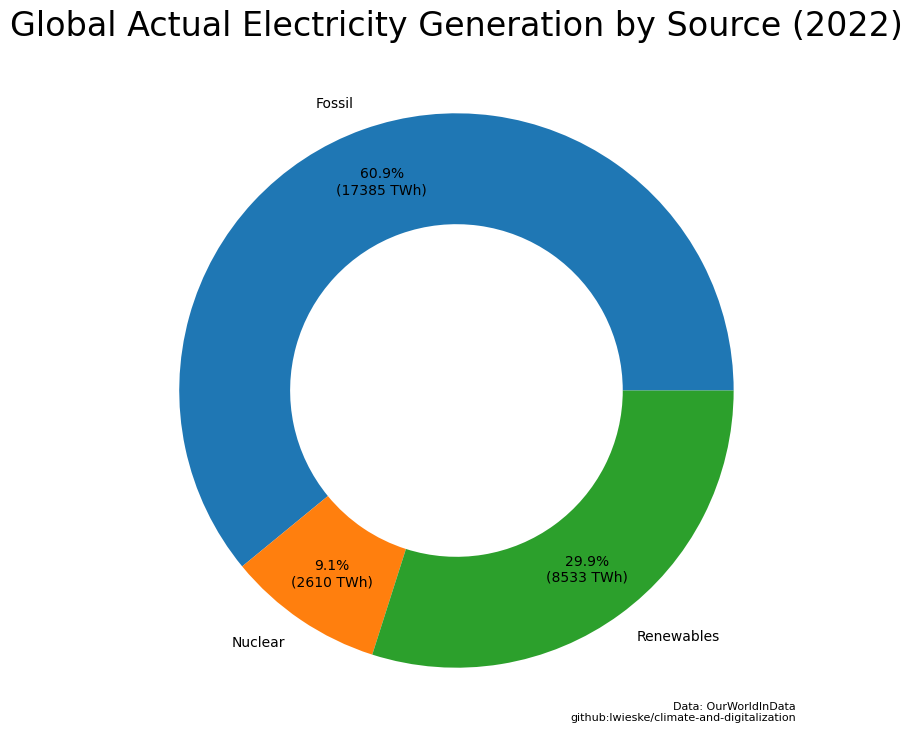 Global Actual Electricity Generation by Source (2022)
Fossil
60.9%
(17385 TWh)
9.1%
(2610 TWh)
Nuclear
29.9%
(8533 TWh)
Renewables
Data: OurWorldInData
github:lwieske/climate-and-digitalization